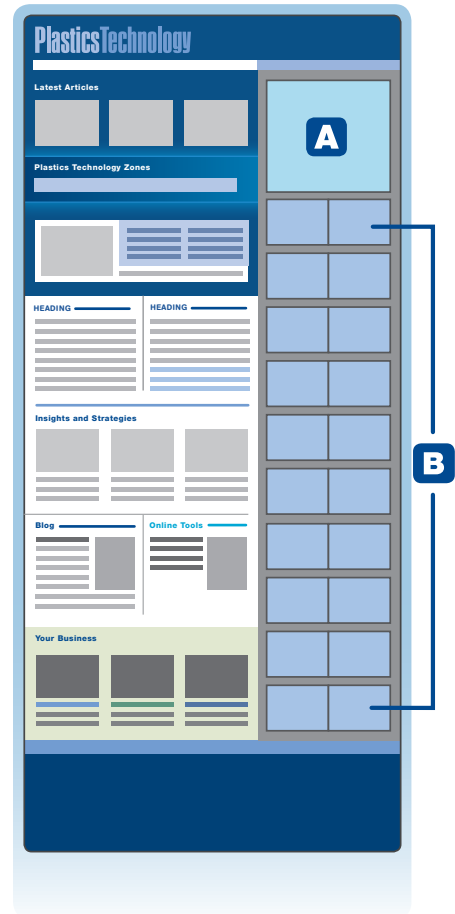 PlasticsTechnology
Latest Articles
A
Plastics Technology Zones
HEADING
HEADING
Insights and Strategies
B
Blog
Online Tools
Your Business